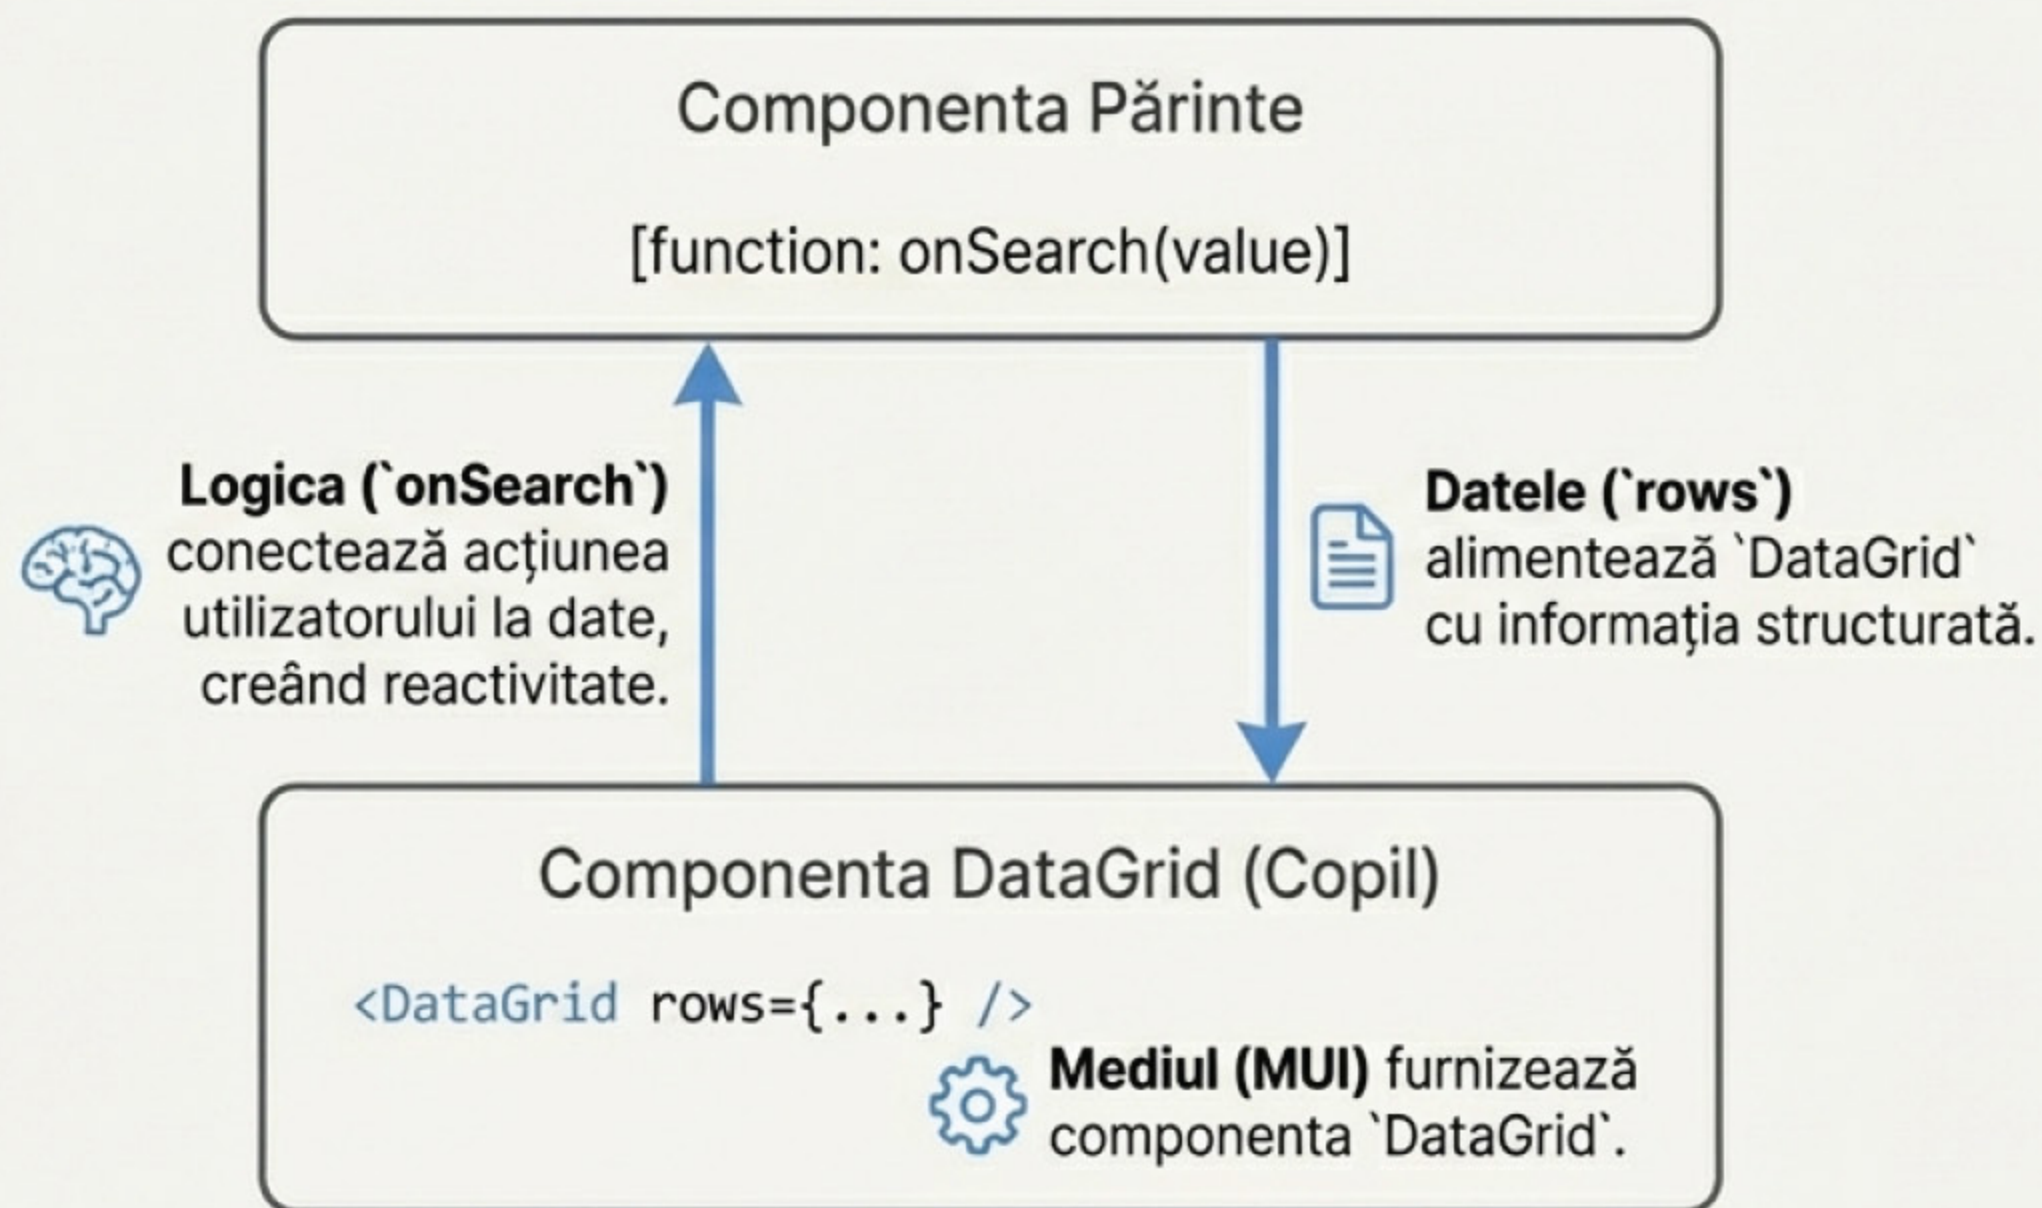 Componenta Părinte
[function: onSearch(value)]
Logica (`onSearch`)
conectează acțiunea
utilizatorului la date,
creând reactivitate.
Datele (`rows`)
alimentează `DataGrid`
cu informația structurată.
Componenta DataGrid (Copil)
<DataGrid rows={...} />
Mediul (MUI) furnizează
componenta `DataGrid`.